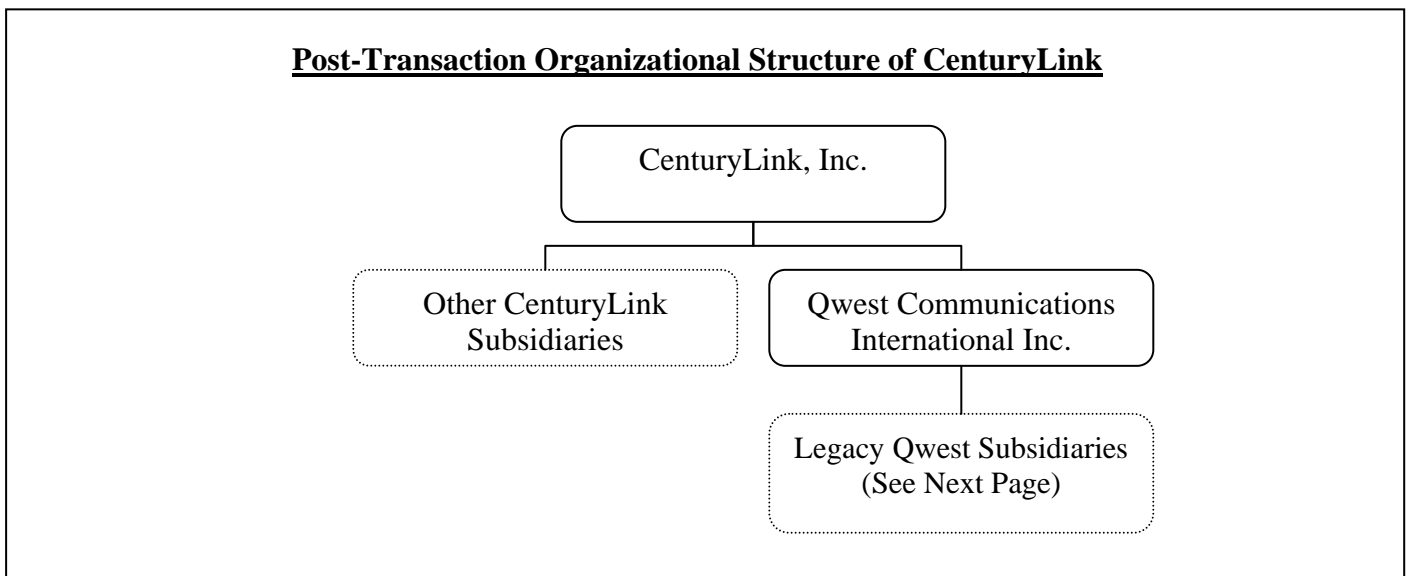 Post-Transaction Organizational Structure of CenturyLink
CenturyLink, Inc.
Other CenturyLink
Subsidiaries
Qwest Communications
International Inc.
Legacy Qwest Subsidiaries
(See Next Page)